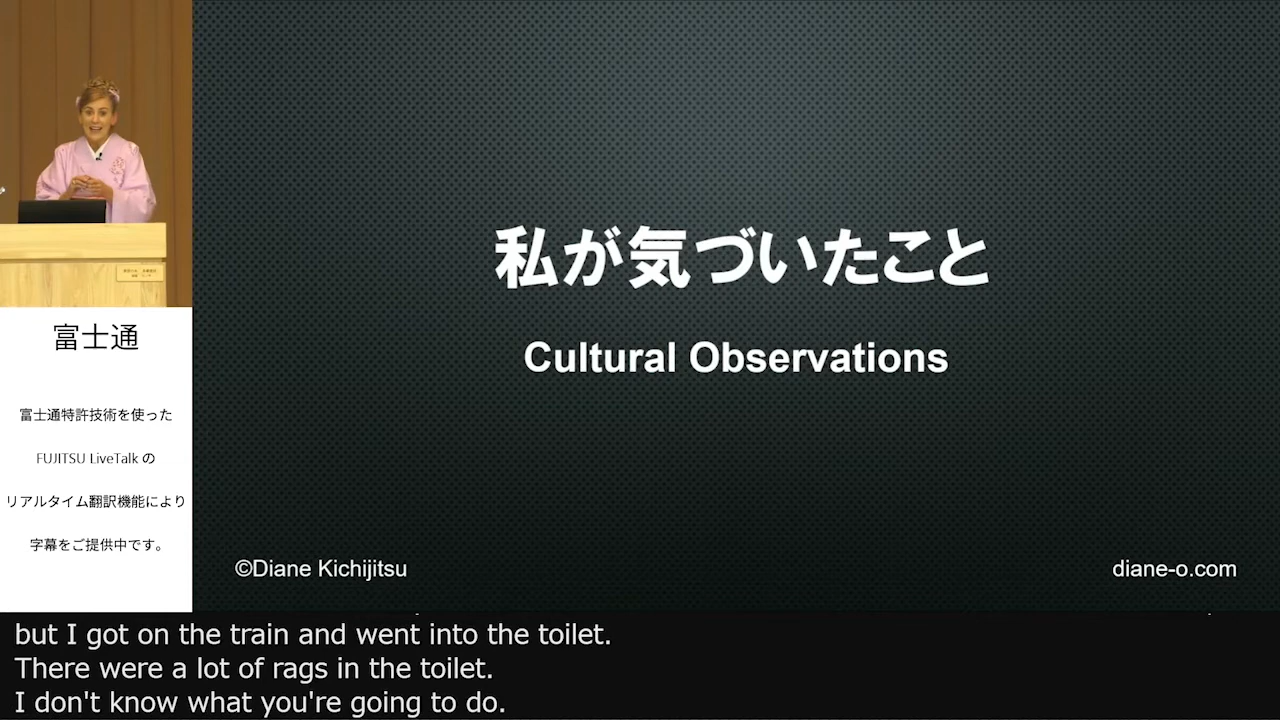 私が気づいたこと
Cultural Observations
©Diane Kichijitsu
diane-o.com
富士通
富士通特許技術を使った
FUJITSU LiveTalk の
リアルタイム翻訳機能により
字幕をご提供中です。
but I got on the train and went into the toilet.
There were a lot of rags in the toilet.
I don't know what you're going to do.